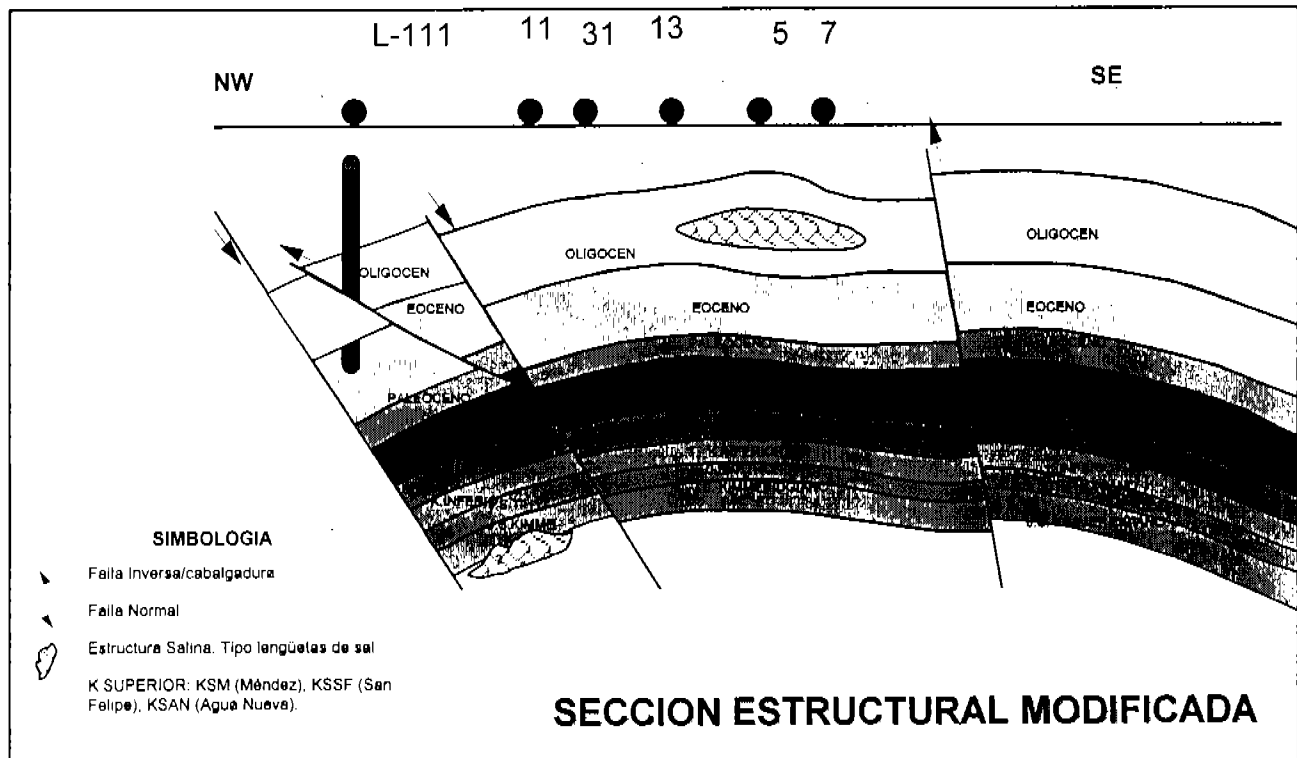 L-111 11 31 13 5 7
NW SE
OLIGOCEN OLIGOCEN OLIGOCEN
EOCENO EOCENO EOCENO
PALEOCENO
SIMBOLOGIA
Falla Inversa/cabalgadura
Falla Normal
Estructura Salina. Tipo lengüetas de sal
K SUPERIOR: KSM (Méndez), KSSF (San
Felipe), KSAN (Agua Nueva).
SECCION ESTRUCTURAL MODIFICADA